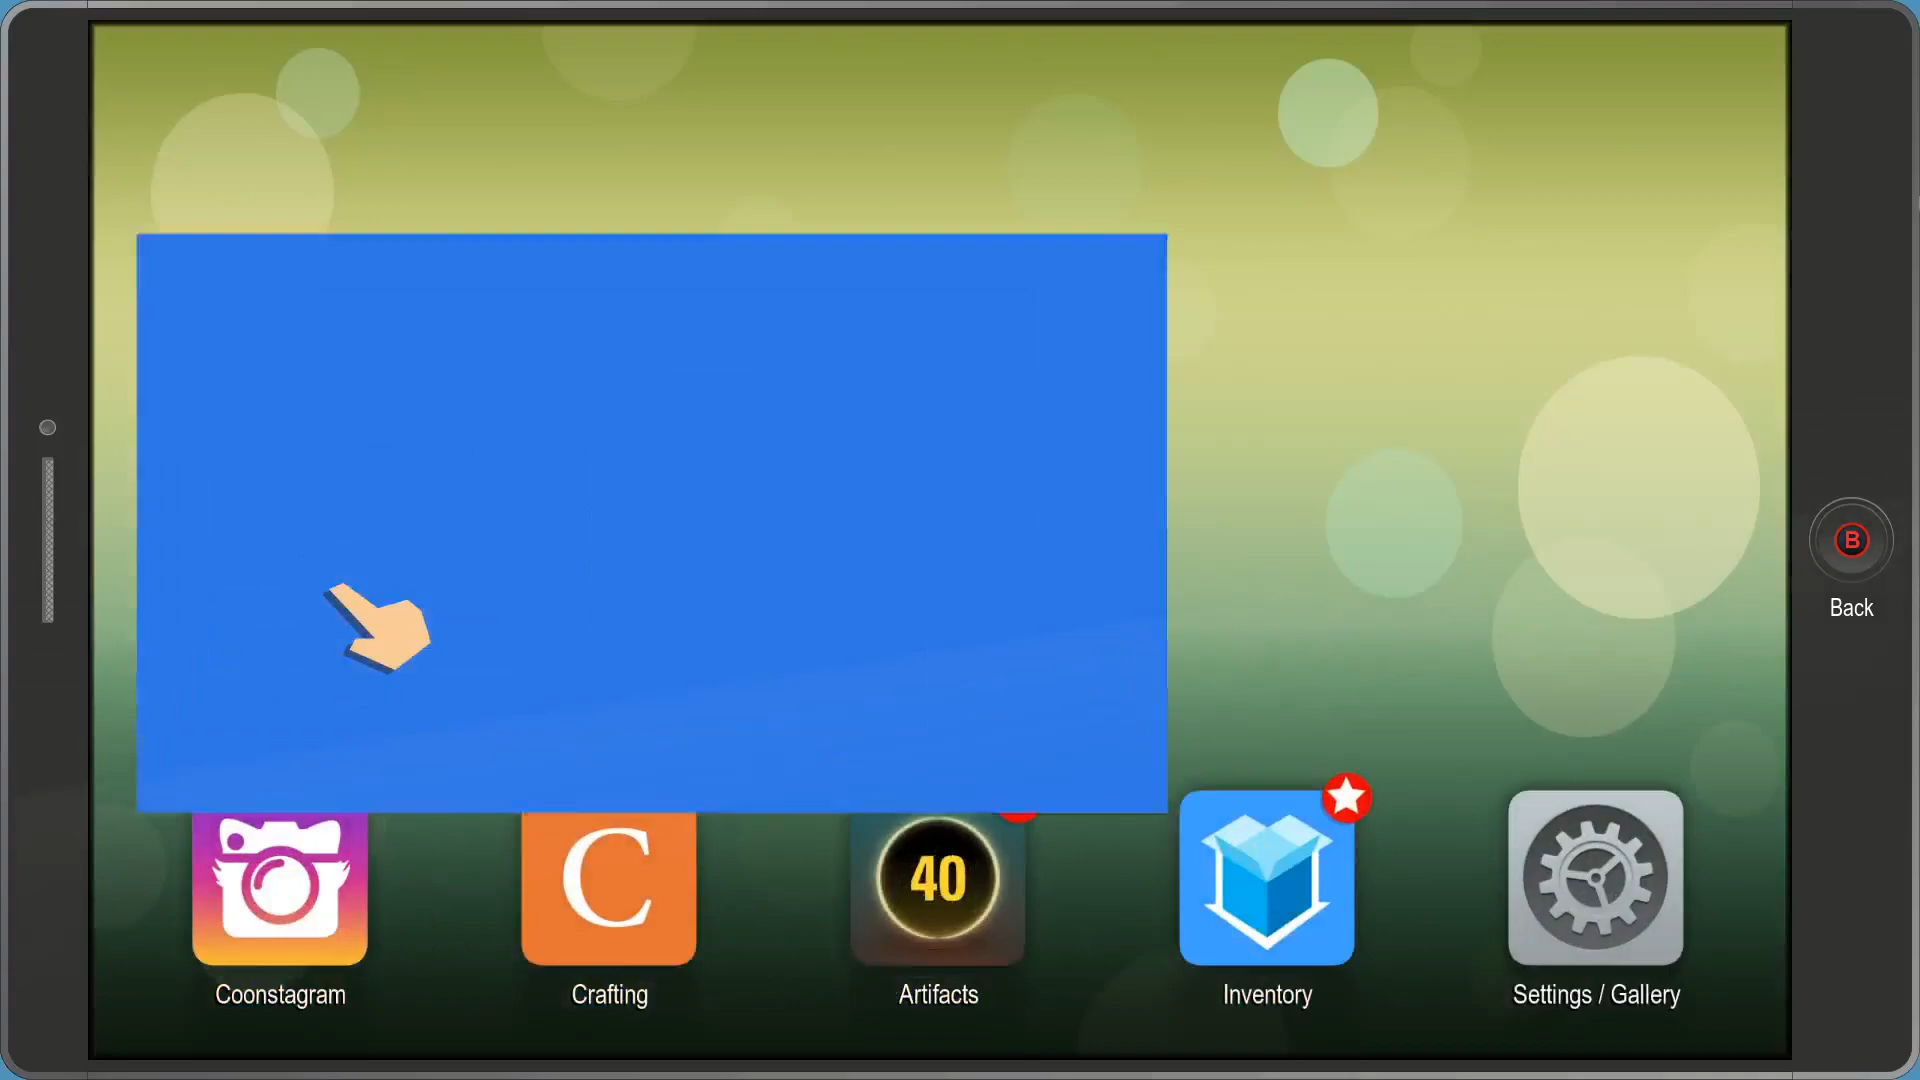 B
Back
C
40
Coonstagram
Crafting
Artifacts
Inventory
Settings / Gallery